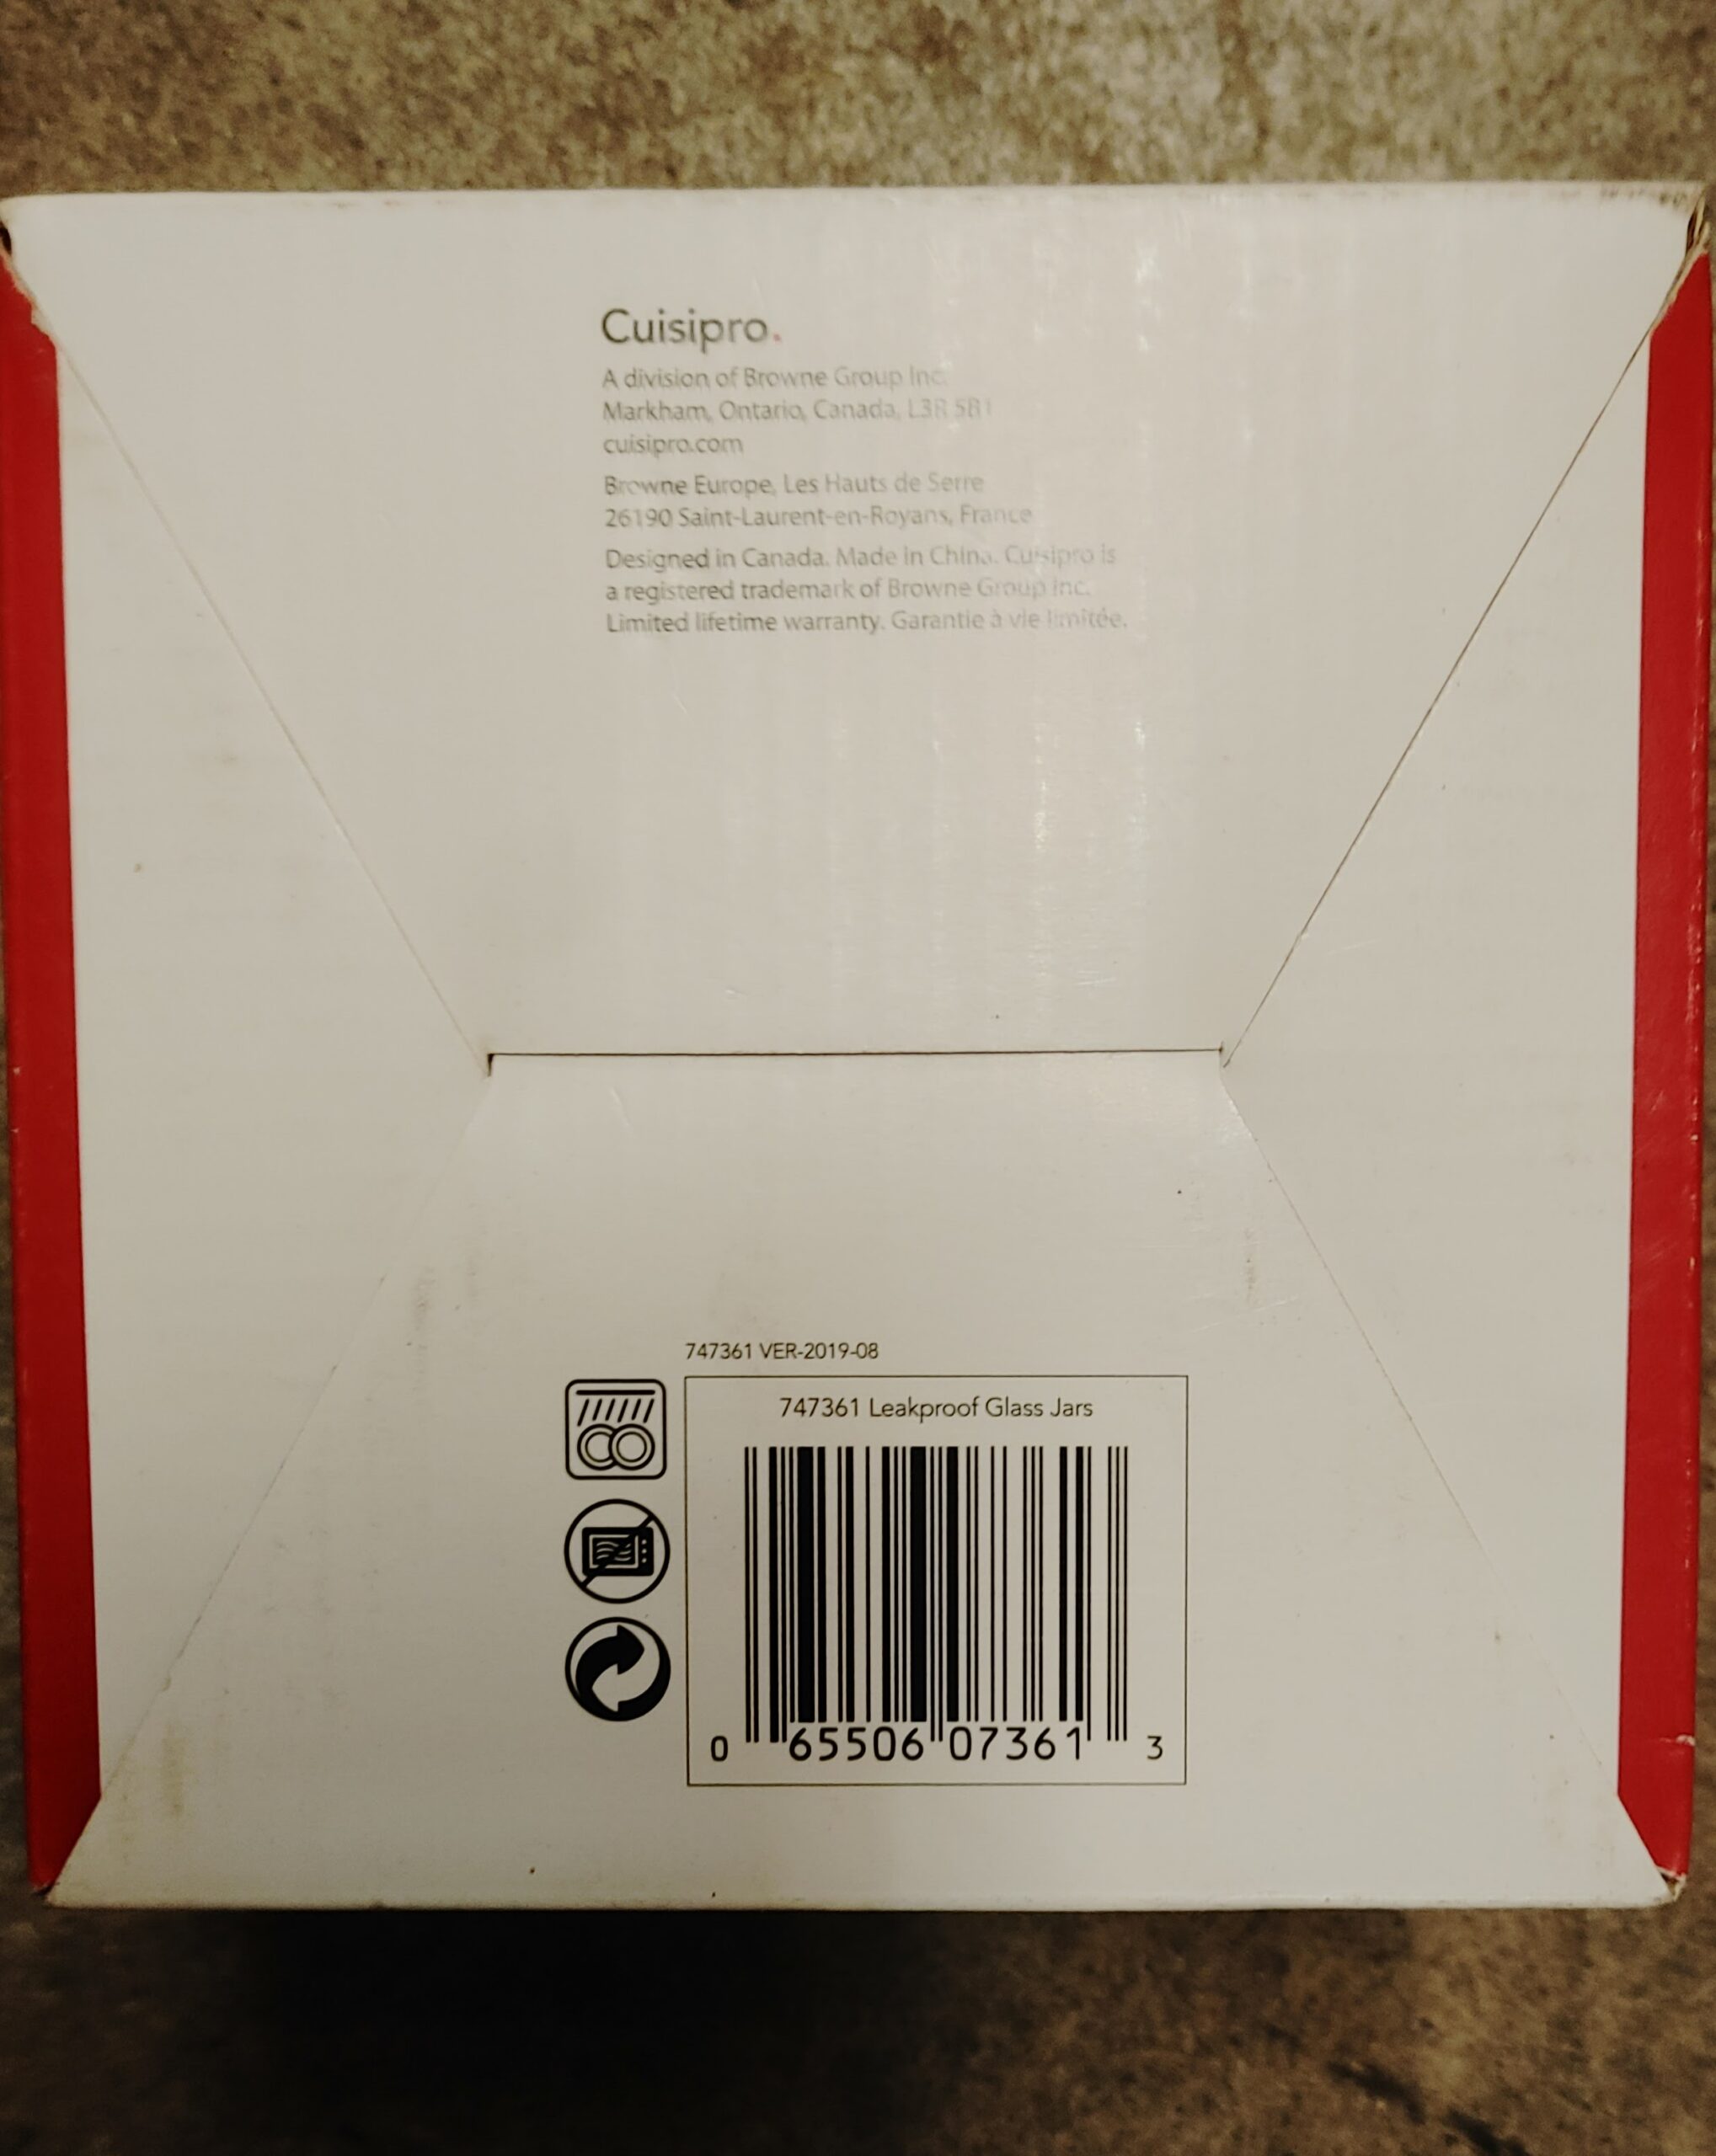 Cuisipro.
A division of Browne Group Inc.
Markham, Ontario, Canada, L3R 5B1
cuisipro.com
Browne Europe, Les Hauts de Serre
26190 Saint-Laurent-en-Royans, France
Designed in Canada. Made in China. Cuisipro is
a registered trademark of Browne Group Inc.
Limited lifetime warranty. Garantie à vie limitée.
747361 VER-2019-08
747361 Leakproof Glass Jars
0 65506 07361 3